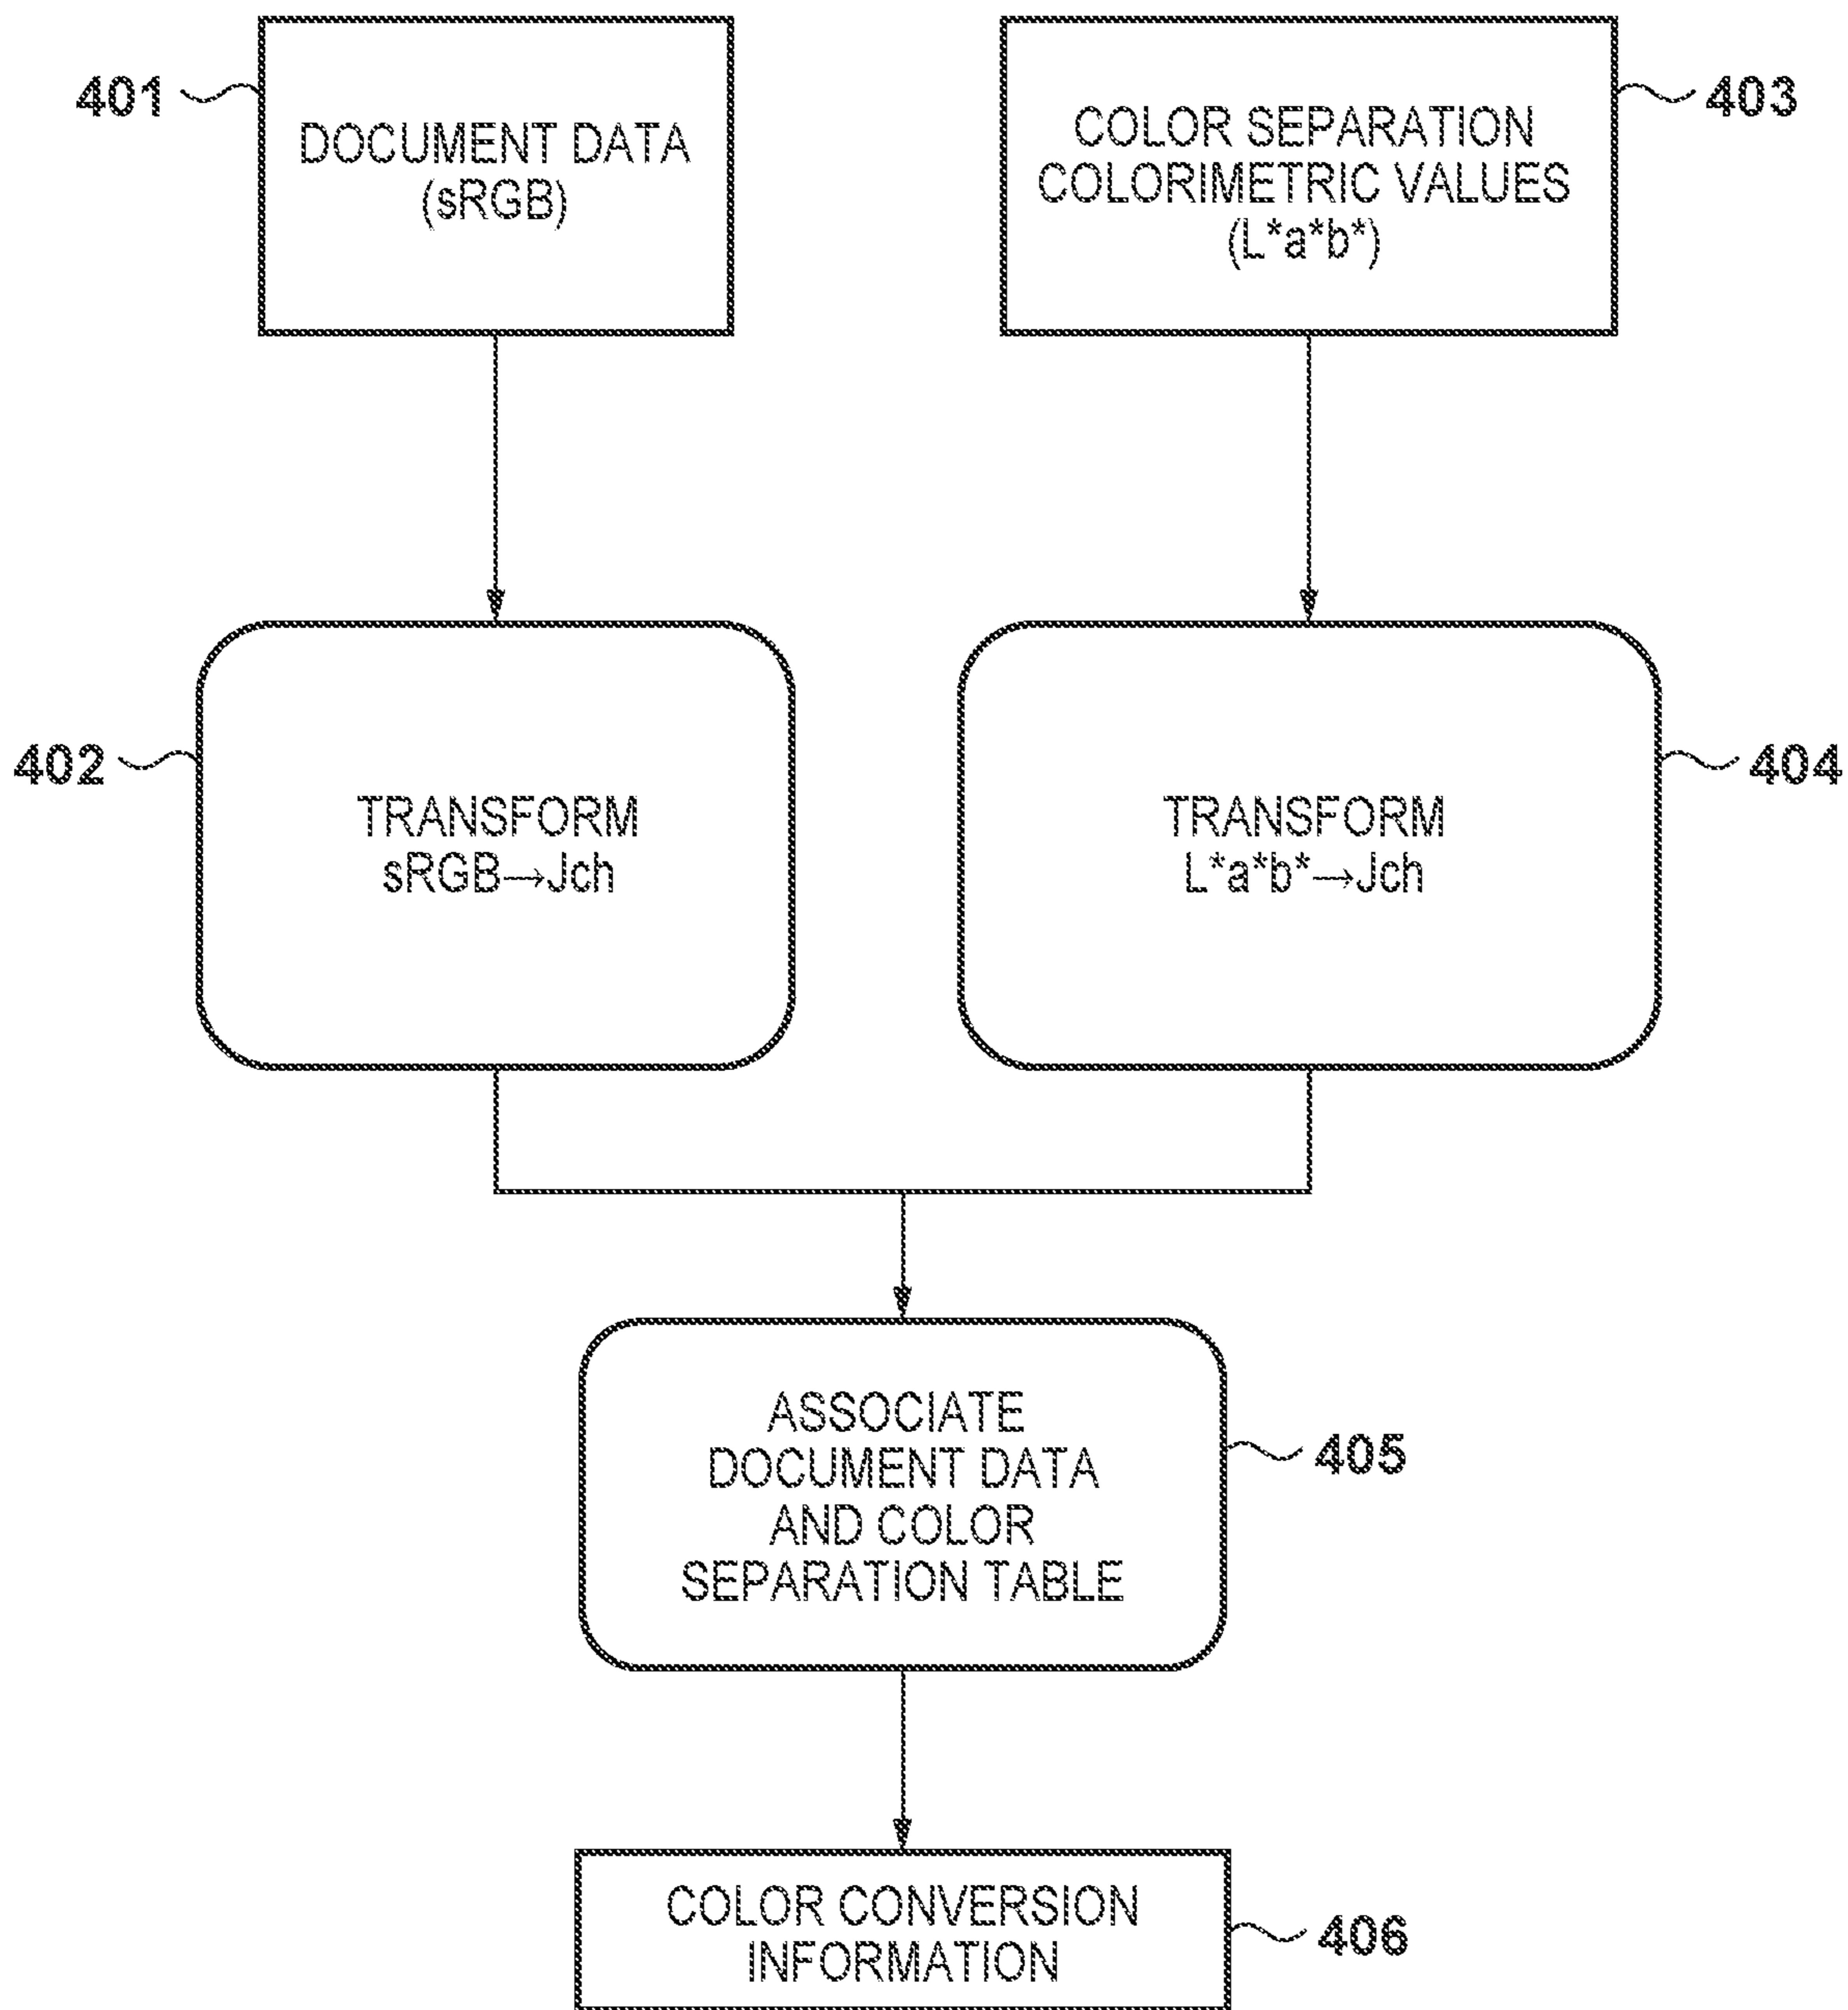 401
DOCUMENT DATA
(sRGB)
403
COLOR SEPARATION
COLORIMETRIC VALUES
(L*a*b*)
402
TRANSFORM
sRGB→Jch
404
TRANSFORM
L*a*b*→Jch
405
ASSOCIATE
DOCUMENT DATA
AND COLOR
SEPARATION TABLE
406
COLOR CONVERSION
INFORMATION